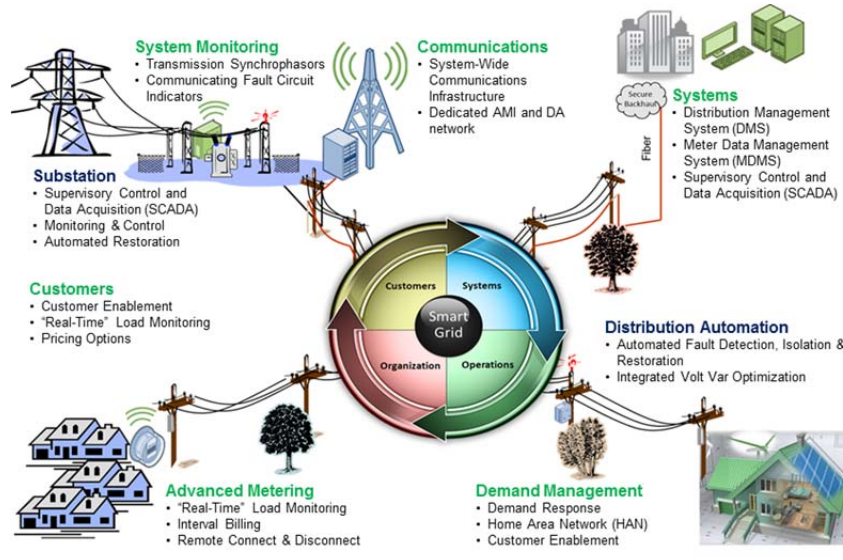 System Monitoring
• Transmission Synchrophasors
• Communicating Fault Circuit
Indicators
Communications
• System-Wide
Communications
Infrastructure
• Dedicated AMI and DA
network
Secure
Backhaul
Fiber
Systems
• Distribution Management
System (DMS)
• Meter Data Management
System (MDMS)
• Supervisory Control and
Data Acquisition (SCADA)
Substation
• Supervisory Control and
Data Acquisition (SCADA)
• Monitoring & Control
• Automated Restoration
Customers
• Customer Enablement
• “Real-Time” Load Monitoring
• Pricing Options
Customers
Systems
Smart
Grid
Organization
Operations
Distribution Automation
• Automated Fault Detection, Isolation &
Restoration
• Integrated Volt Var Optimization
Advanced Metering
• “Real-Time” Load Monitoring
• Interval Billing
• Remote Connect & Disconnect
Demand Management
• Demand Response
• Home Area Network (HAN)
• Customer Enablement